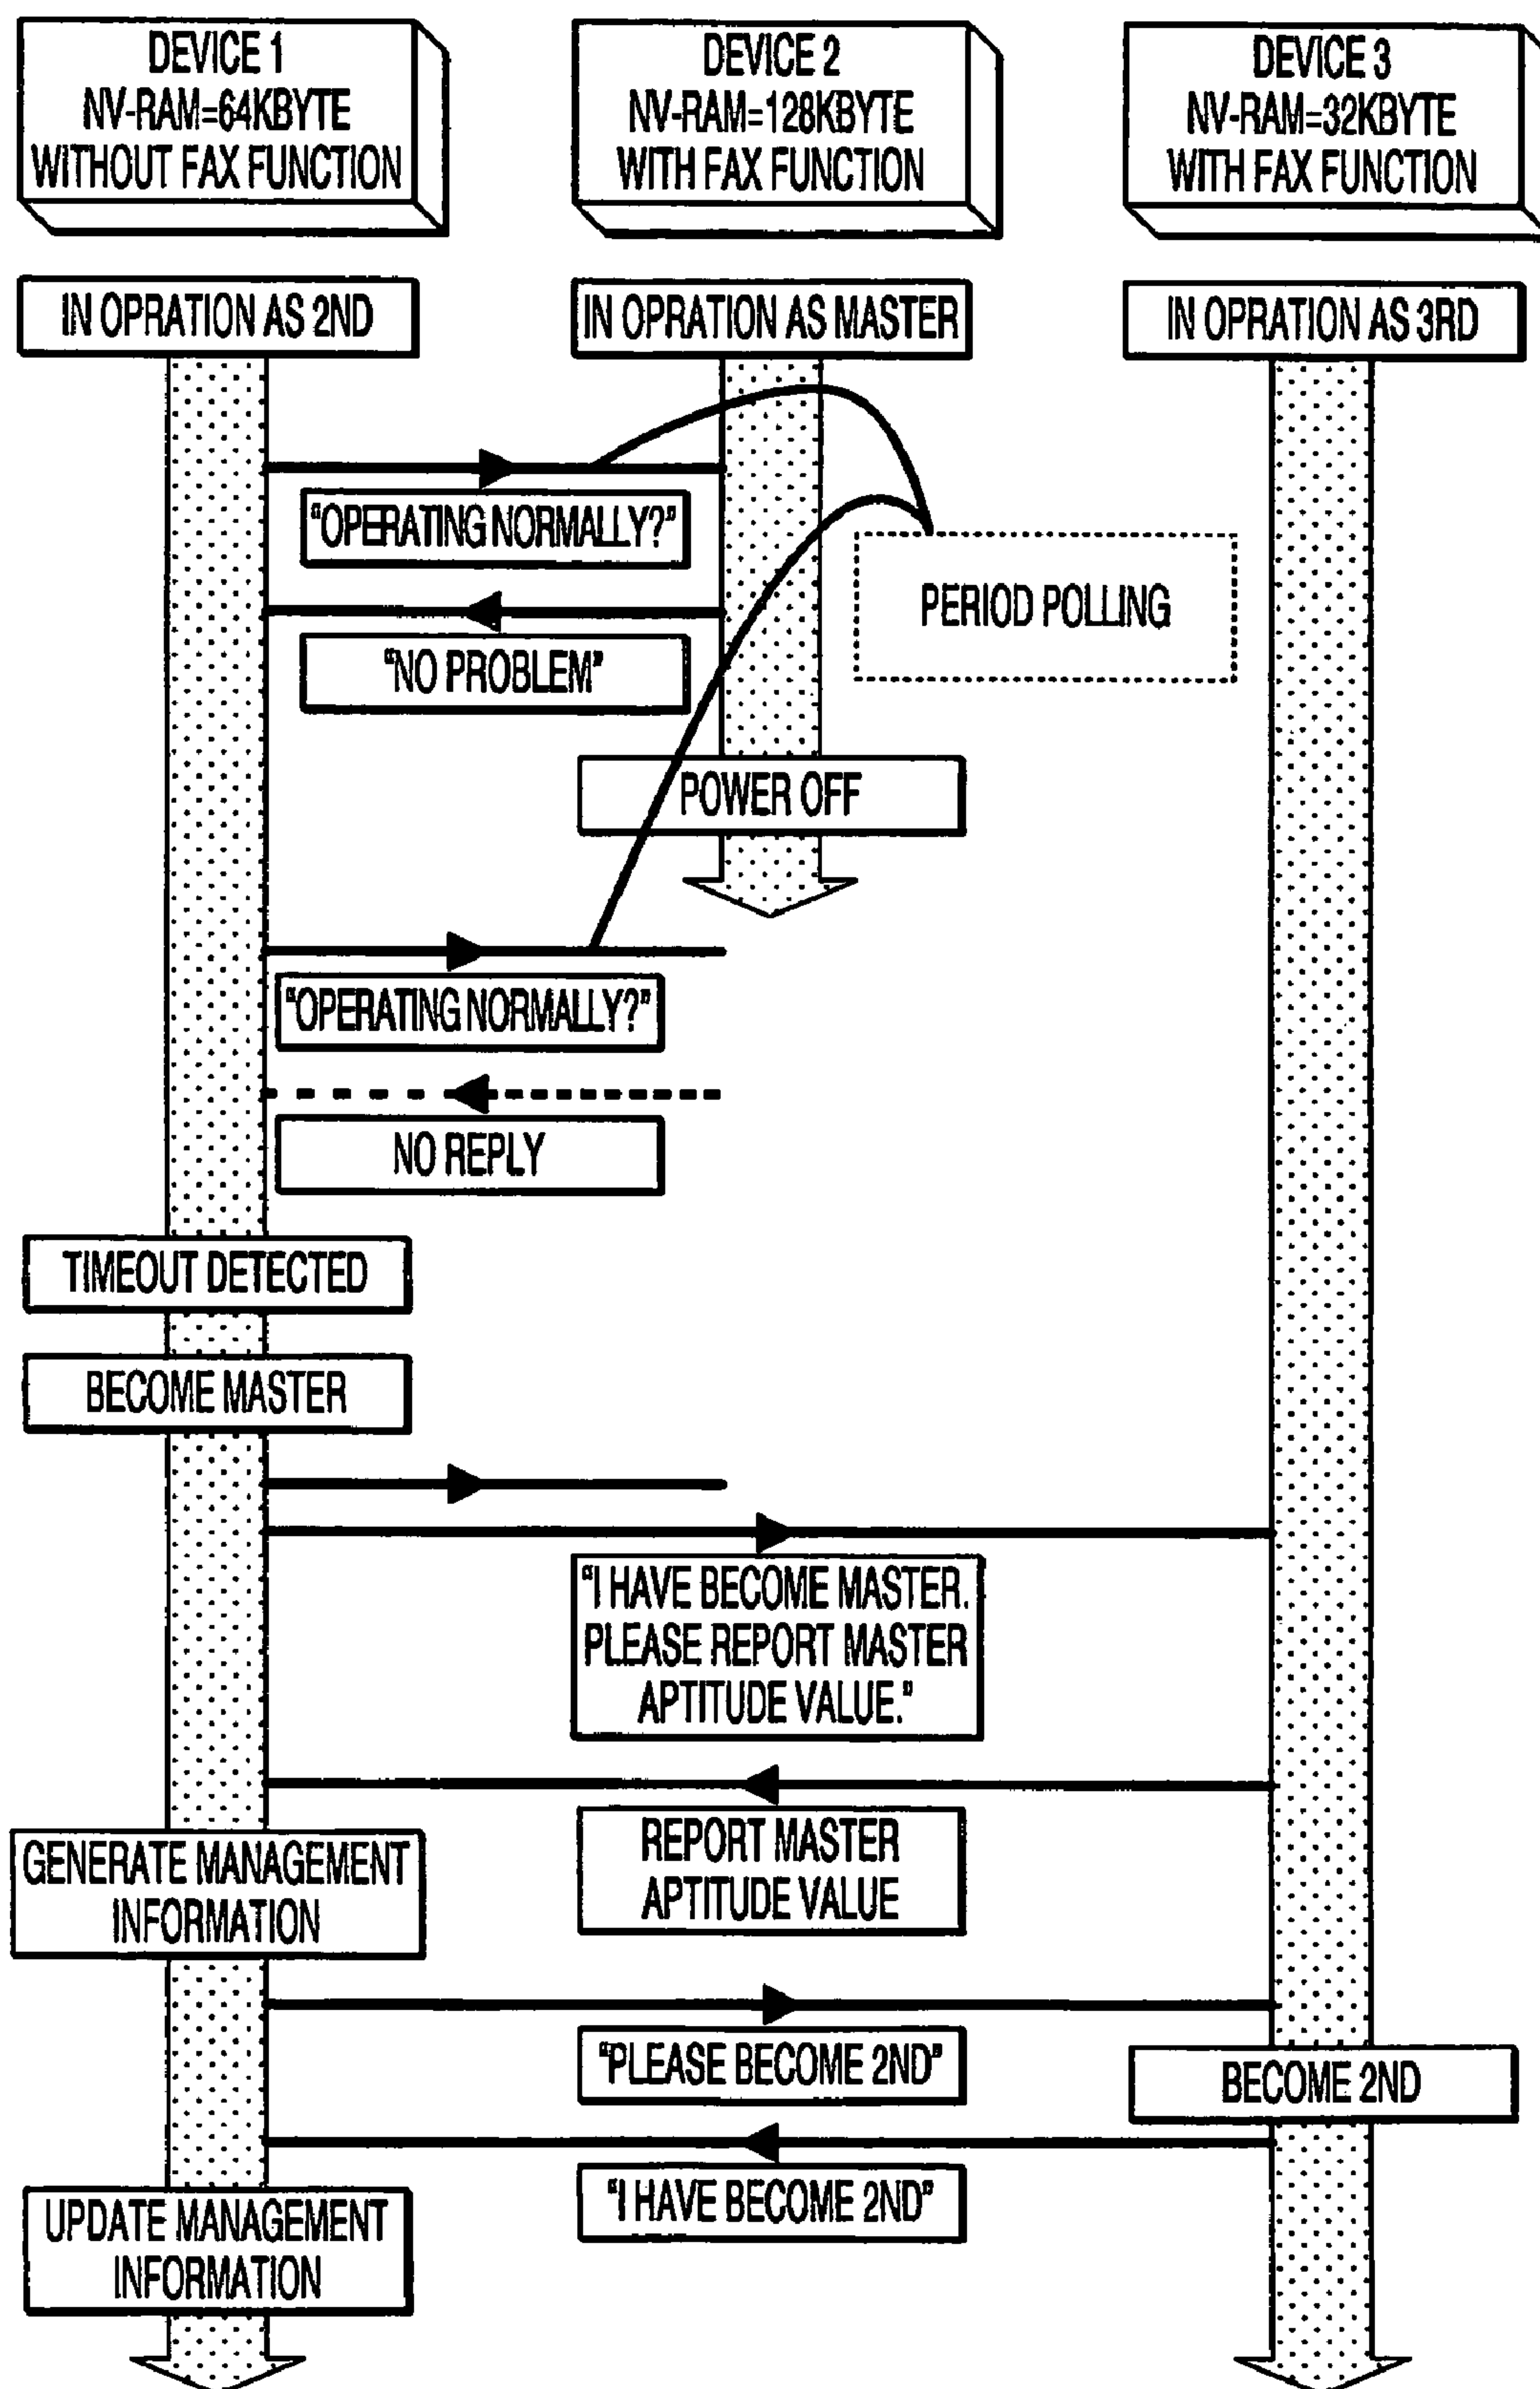 DEVICE 1
NV-RAM=64KBYTE
WITHOUT FAX FUNCTION
DEVICE 2
NV-RAM=128KBYTE
WITH FAX FUNCTION
DEVICE 3
NV-RAM=32KBYTE
WITH FAX FUNCTION
IN OPRATION AS 2ND
IN OPRATION AS MASTER
IN OPRATION AS 3RD
"OPERATING NORMALLY?"
PERIOD POLLING
"NO PROBLEM"
POWER OFF
"OPERATING NORMALLY?"
NO REPLY
TIMEOUT DETECTED
BECOME MASTER
"I HAVE BECOME MASTER.
PLEASE REPORT MASTER
APTITUDE VALUE."
REPORT MASTER
APTITUDE VALUE
GENERATE MANAGEMENT
INFORMATION
"PLEASE BECOME 2ND"
BECOME 2ND
"I HAVE BECOME 2ND"
UPDATE MANAGEMENT
INFORMATION